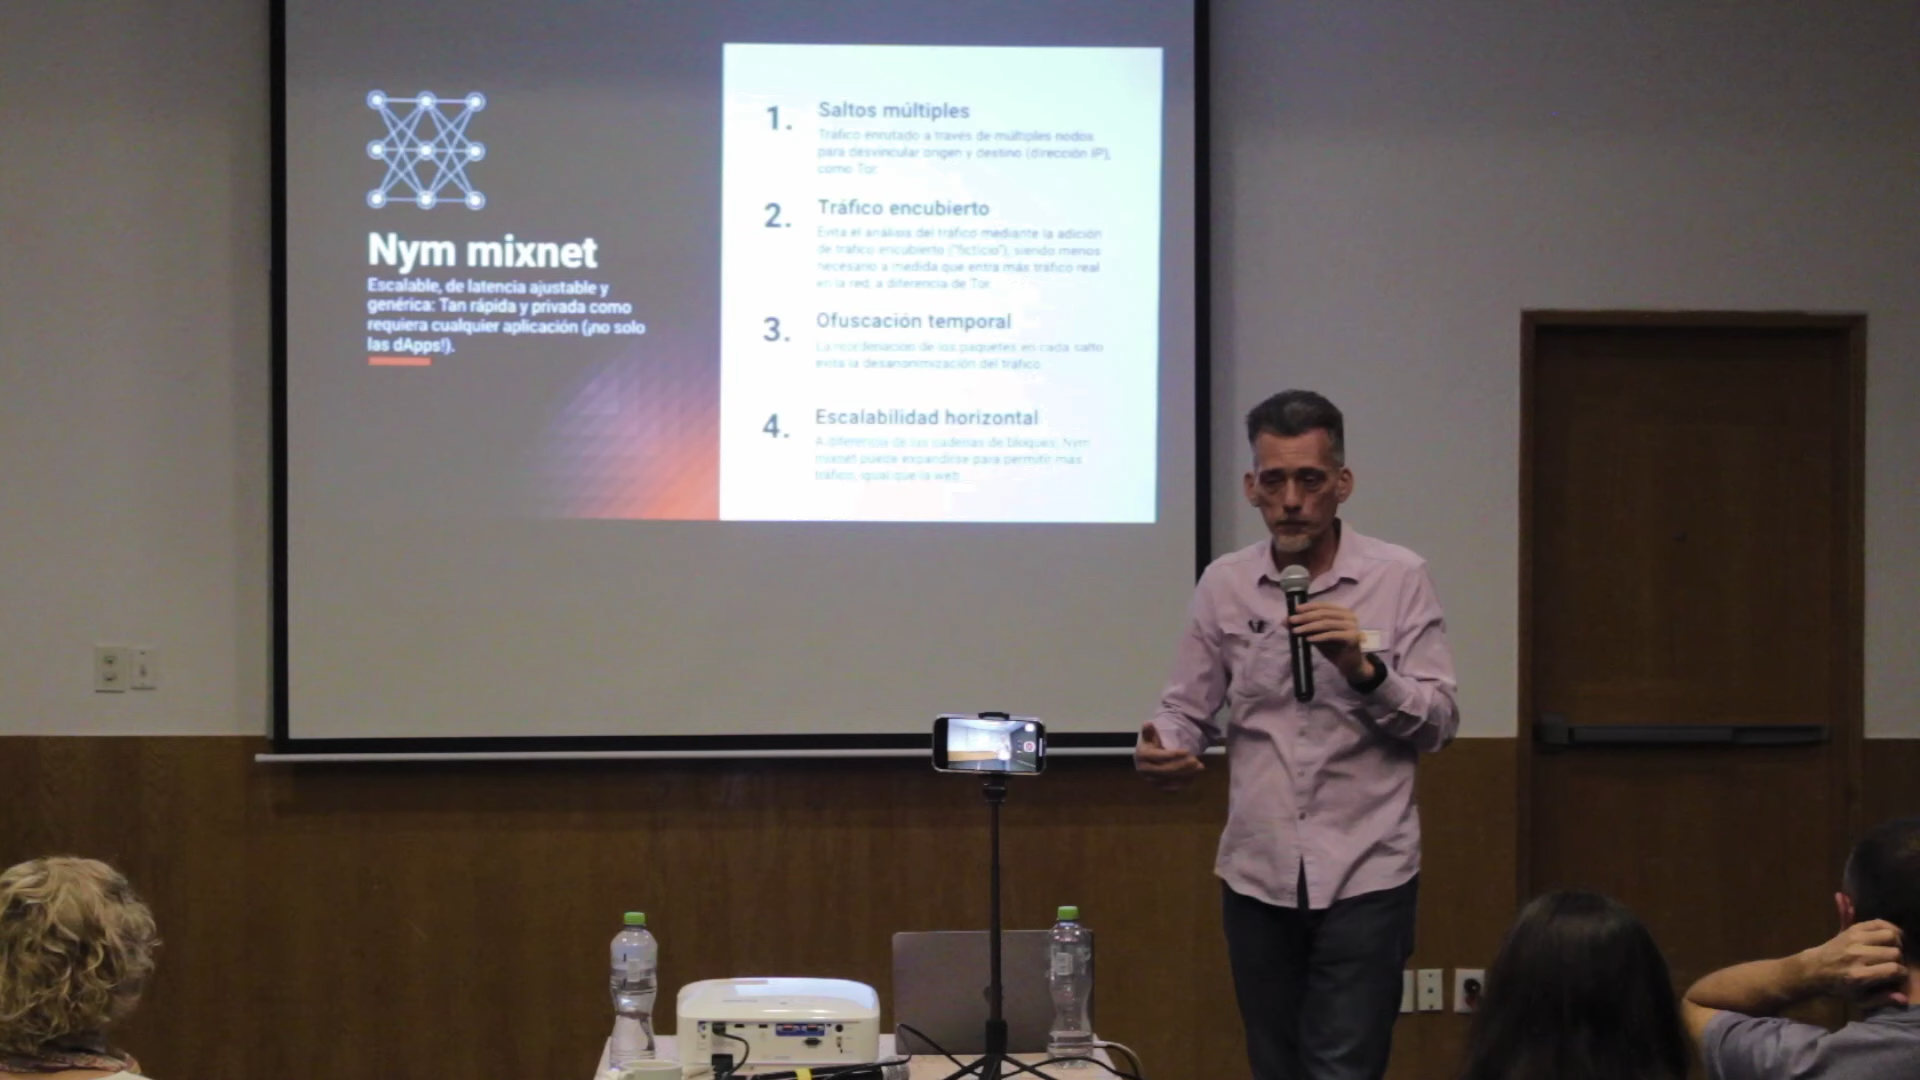 Nym mixnet
Escalable, de latencia ajustable y
genérica: Tan rápida y privada como
requiera cualquier aplicación (¡no solo
las dApps!).
1.
Saltos múltiples
Tráfico enrutado a través de múltiples nodos
para desvincular origen y destino (dirección IP),
como Tor.
2.
Tráfico encubierto
Evita el análisis del tráfico mediante la adición
de tráfico encubierto ("ficticio"), siendo menos
necesario a medida que entra más tráfico real
en la red, a diferencia de Tor.
3.
Ofuscación temporal
La reordenación de los paquetes en cada salto
evita la desanonimización del tráfico.
4.
Escalabilidad horizontal
A diferencia de las cadenas de bloques, Nym
mixnet puede expandirse para permitir más
tráfico, igual que la web.